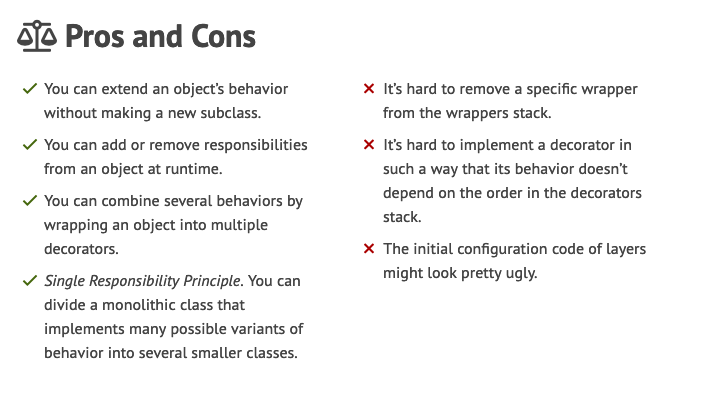 Pros and Cons
You can extend an object's behavior
without making a new subclass.
You can add or remove responsibilities
from an object at runtime.
You can combine several behaviors by
wrapping an object into multiple
decorators.
Single Responsibility Principle. You can
divide a monolithic class that
implements many possible variants of
behavior into several smaller classes.
It's hard to remove a specific wrapper
from the wrappers stack.
It's hard to implement a decorator in
such a way that its behavior doesn't
depend on the order in the decorators
stack.
The initial configuration code of layers
might look pretty ugly.